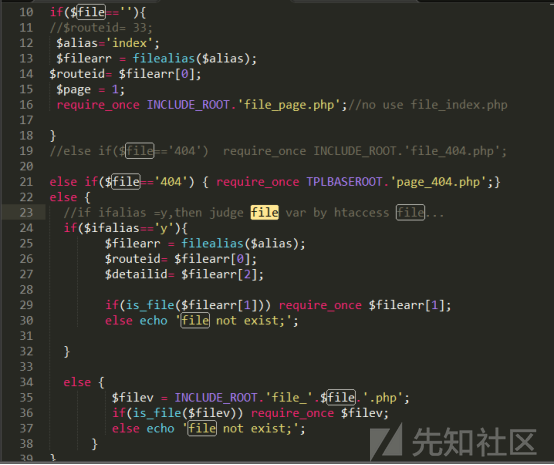 10 if($file==''){
11 //$routeid= 33;
12 $alias='index';
13 $filearr = filealias($alias);
14 $routeid= $filearr[0];
15 $page = 1;
16 require_once INCLUDE_ROOT.'file_page.php';//no use file_index.php
17
18 }
19 //else if($file=='404')  require_once INCLUDE_ROOT.'file_404.php';
20
21 else if($file=='404') { require_once TPLBASEROOT.'page_404.php';}
22 else {
23 //if ifalias =y,then judge file var by htaccess file...
24 if($ifalias=='y'){
25 $filearr = filealias($alias);
26 $routeid= $filearr[0];
27 $detailid= $filearr[2];
28
29 if(is_file($filearr[1])) require_once $filearr[1];
30 else echo 'file not exist;';
31
32 }
33
34 else {
35 $filev = INCLUDE_ROOT.'file_'.$file.'.php';
36 if(is_file($filev)) require_once $filev;
37 else echo 'file not exist;';
38 }
39 }
先知社区